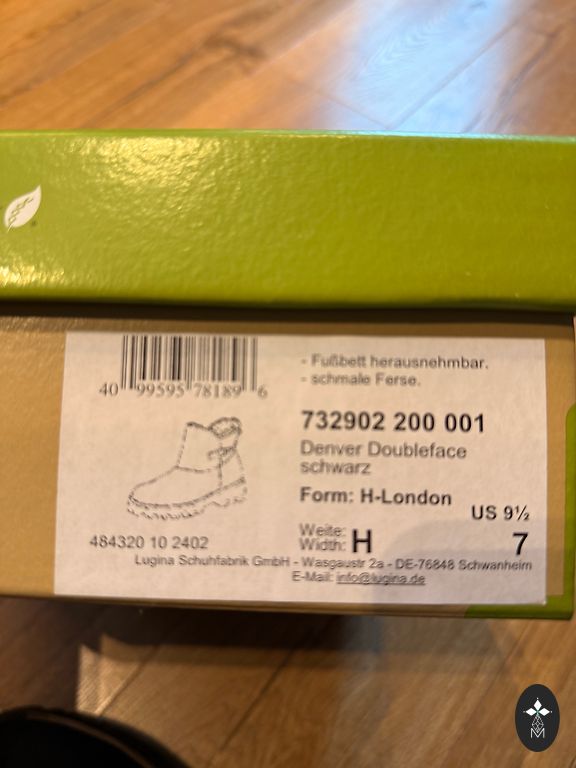 40 99595 78189 6
- Fußbett herausnehmbar.
- schmale Ferse.
732902 200 001
Denver Doubleface
schwarz
Form: H-London
US 9½
Weite:
Width: H
7
484320 10 2402
Lugina Schuhfabrik GmbH - Wasgaustr 2a - DE-76848 Schwanheim
E-Mail: info@lugina.de
M